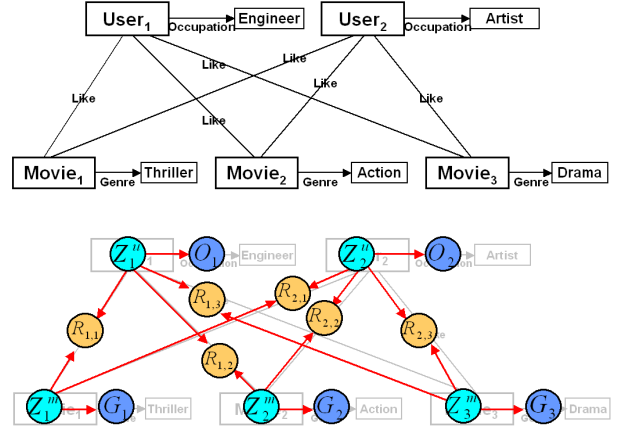 User₁ Occupation Engineer User₂ Occupation Artist
Like Like
Like Like Like Like
Movie₁ Genre Thriller Movie₂ Genre Action Movie₃ Genre Drama
Z₁ᵘ O₁ Engineer Z₂ᵘ O₂ Artist
R₁,₃ R₂,₁
R₁,₁ R₂,₂ R₂,₃
R₁,₂
Z₁ᵐ G₁ Thriller Z₂ᵐ G₂ Action Z₃ᵐ G₃ Drama